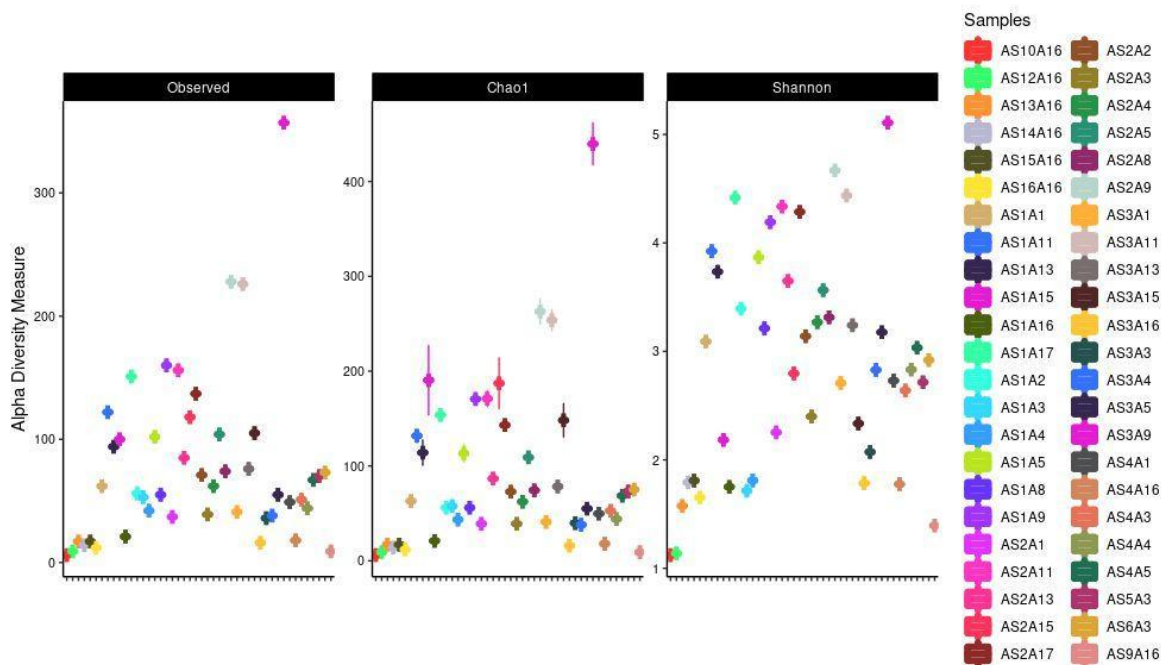 Samples
Observed
Chao1
Shannon
Alpha Diversity Measure
300
200
100
0
400
300
200
100
0
5
4
3
2
1
AS10A16
AS12A16
AS13A16
AS14A16
AS15A16
AS16A16
AS1A1
AS1A11
AS1A13
AS1A15
AS1A16
AS1A17
AS1A2
AS1A3
AS1A4
AS1A5
AS1A8
AS1A9
AS2A1
AS2A11
AS2A13
AS2A15
AS2A17
AS2A2
AS2A3
AS2A4
AS2A5
AS2A8
AS2A9
AS3A1
AS3A11
AS3A13
AS3A15
AS3A16
AS3A3
AS3A4
AS3A5
AS3A9
AS4A1
AS4A16
AS4A3
AS4A4
AS4A5
AS5A3
AS6A3
AS9A16